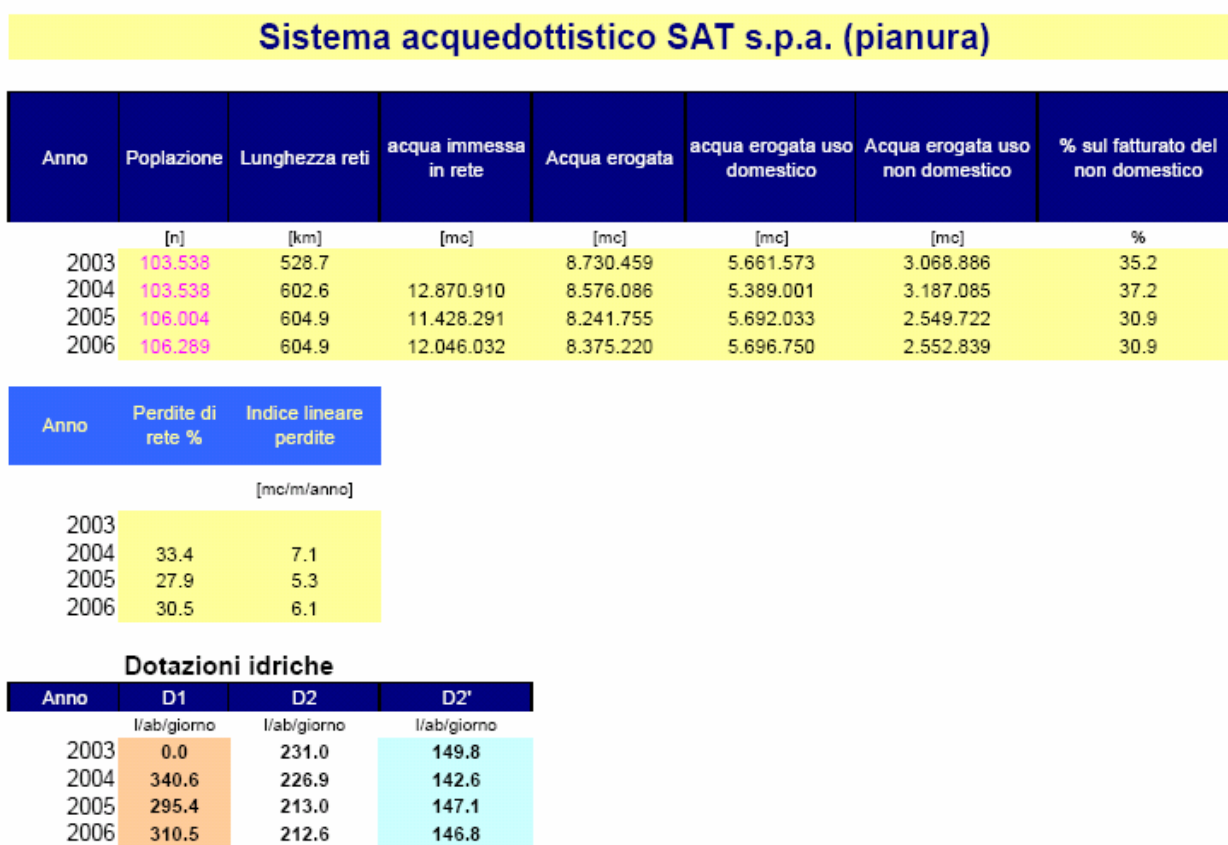 Sistema acquedottistico SAT s.p.a. (pianura)
Anno Poplazione Lunghezza reti acqua immessa in rete Acqua erogata acqua erogata uso domestico Acqua erogata uso non domestico % sul fatturato del non domestico
[n] [km] [mc] [mc] [mc] [mc] %
2003 103.538 528.7 8.730.459 5.661.573 3.068.886 35.2
2004 103.538 602.6 12.870.910 8.576.086 5.389.001 3.187.085 37.2
2005 106.004 604.9 11.428.291 8.241.755 5.692.033 2.549.722 30.9
2006 106.289 604.9 12.046.032 8.375.220 5.696.750 2.552.839 30.9
Anno Perdite di rete % Indice lineare perdite
[mc/m/anno]
2003
2004 33.4 7.1
2005 27.9 5.3
2006 30.5 6.1
Dotazioni idriche
Anno D1 D2 D2'
l/ab/giorno l/ab/giorno l/ab/giorno
2003 0.0 231.0 149.8
2004 340.6 226.9 142.6
2005 295.4 213.0 147.1
2006 310.5 212.6 146.8